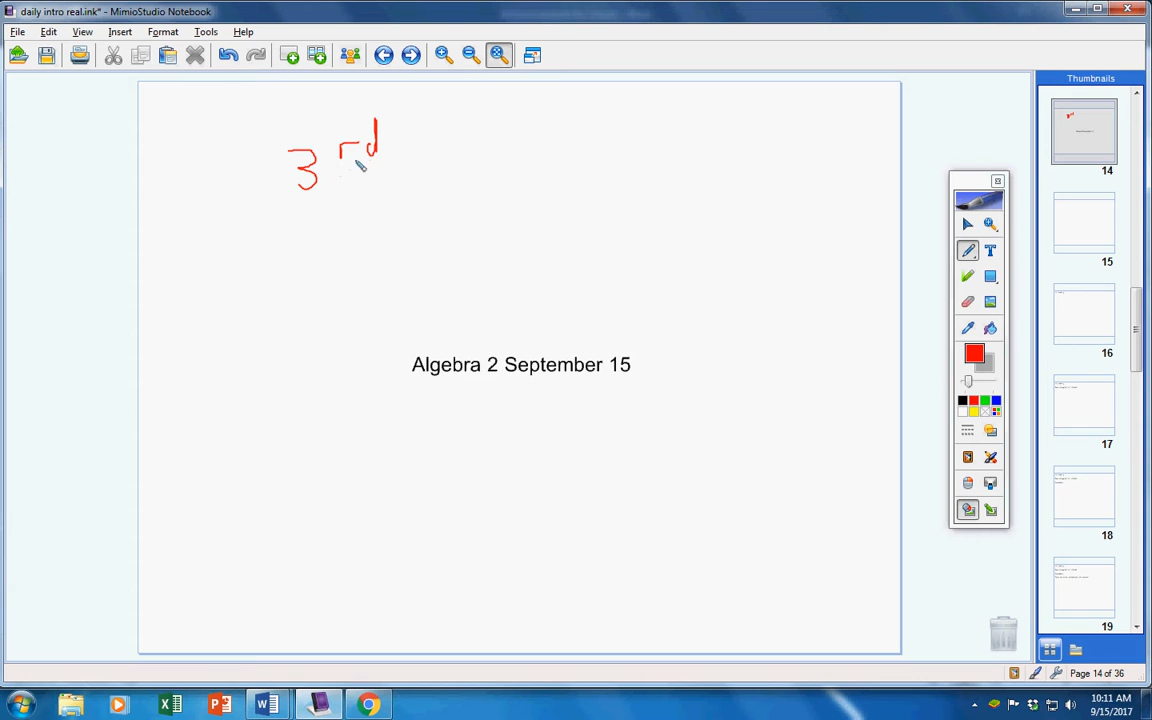 daily intro real.ink* - MimioStudio Notebook
File Edit View Insert Format Tools Help
Thumbnails
3rd
Algebra 2 September 15
14
15
16
17
18
19
T
Page 14 of 36
10:11 AM
9/15/2017